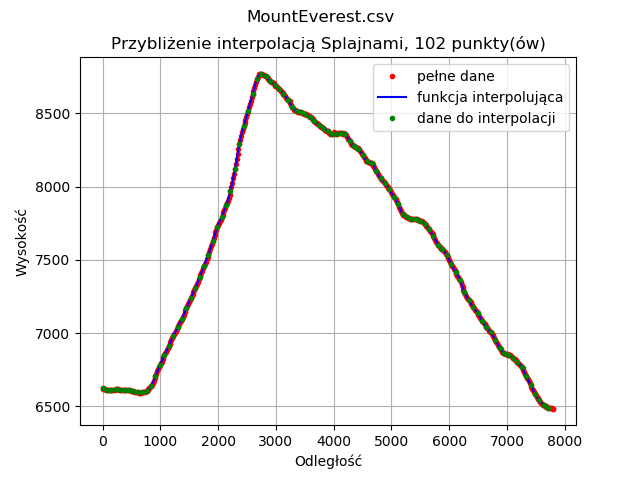 MountEverest.csv
Przybliżenie interpolacją Splajnami, 102 punkty(ów)
pełne dane
funkcja interpolująca
dane do interpolacji
Wysokość
8500
8000
7500
7000
6500
0 1000 2000 3000 4000 5000 6000 7000 8000
Odległość